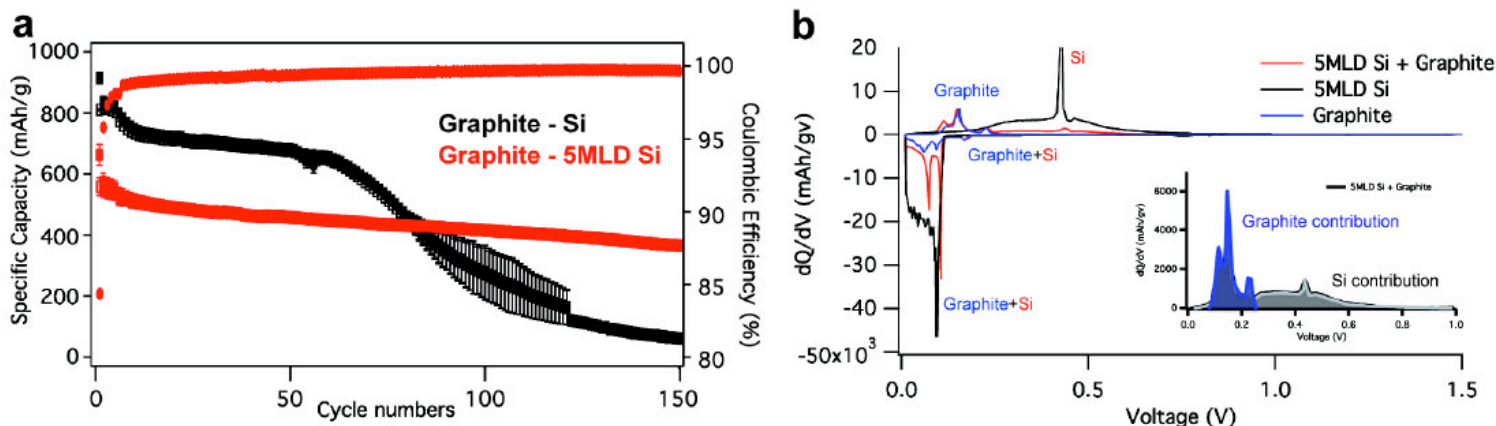 a
1000
800
600
400
200
0
Specific Capacity (mAh/g)
Graphite - Si
Graphite - 5MLD Si
100
95
90
85
80
Coulombic Efficiency (%)
0
50
100
150
Cycle numbers
b
20
10
0
-10
-20
-30
-40
-50x10³
dQ/dV (mAh/gv)
Si
Graphite
Graphite+Si
Graphite+Si
5MLD Si + Graphite
5MLD Si
Graphite
5MLD Si + Graphite
6000
4000
2000
0
dQ/dV (mAh/gv)
Graphite contribution
Si contribution
0.0
0.2
0.4
0.6
0.8
1.0
Voltage (V)
0.0
0.5
1.0
1.5
Voltage (V)